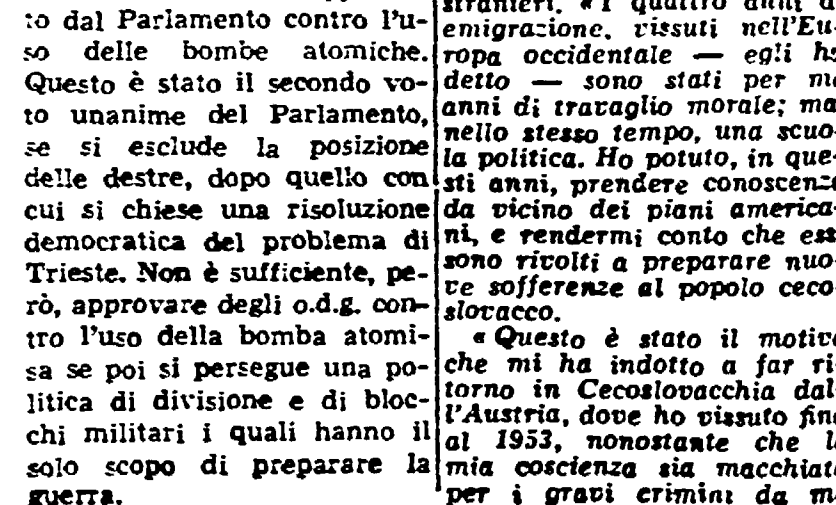 to dal Parlamento contro l'u-
so delle bombe atomiche.
Questo è stato il secondo vo-
to unanime del Parlamento,
se si esclude la posizione
delle destre, dopo quello con
cui si chiese una risoluzione
democratica del problema di
Trieste. Non è sufficiente, pe-
rò, approvare degli o.d.g. con-
tro l'uso della bomba atomi-
sa se poi si persegue una po-
litica di divisione e di bloc-
chi militari i quali hanno il
solo scopo di preparare la
guerra.
stranieri. « I quattro anni d
emigrazione, vissuti nell'Eu-
ropa occidentale — egli ha
detto — sono stati per me
anni di travaglio morale; ma
nello stesso tempo, una scuo-
la politica. Ho potuto, in que-
sti anni, prendere conoscenza
da vicino dei piani america-
ni, e rendermi conto che essi
sono rivolti a preparare nuo-
ve sofferenze al popolo ceco-
slovacco.
« Questo è stato il motivo
che mi ha indotto a far ri-
torno in Cecoslovacchia dal-
l'Austria, dove ho vissuto fino
al 1953, nonostante che la
mia coscienza sia macchiata
per i gravi crimini da m